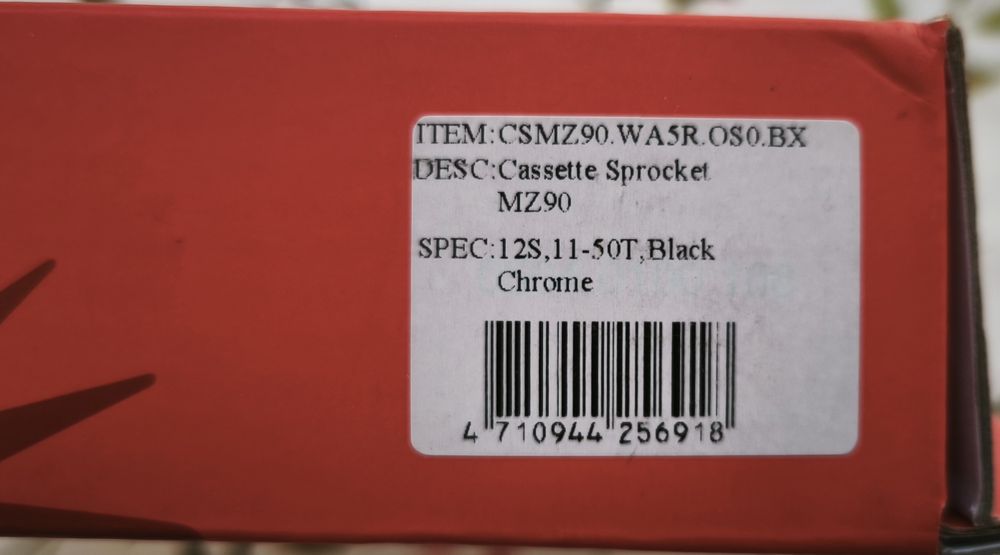 ITEM:CSMZ90.WA5R.OS0.BX
DESC:Cassette Sprocket
MZ90
SPEC:12S,11-50T,Black
Chrome
4 710944 256918